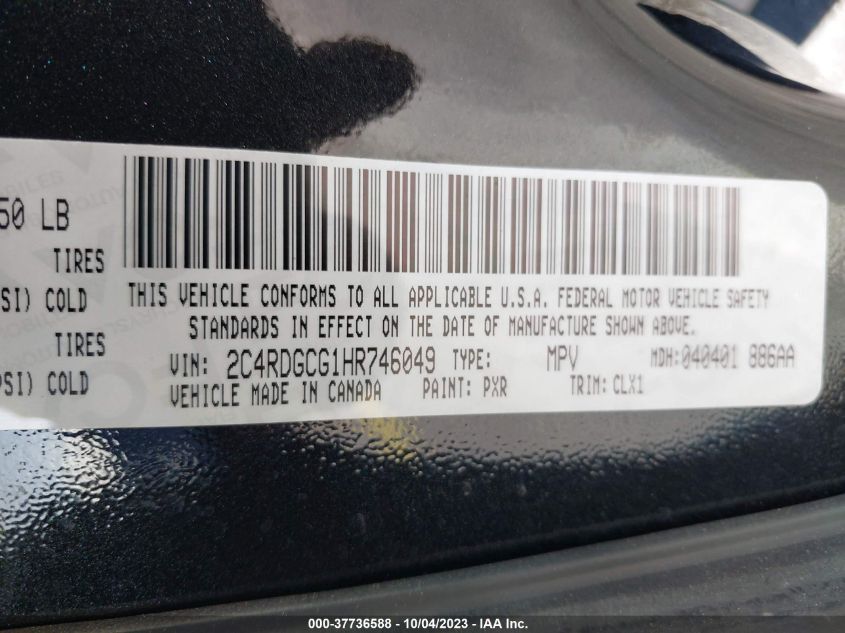 50 LB
TIRES
SI) COLD
TIRES
PSI) COLD
THIS VEHICLE CONFORMS TO ALL APPLICABLE U.S.A. FEDERAL MOTOR VEHICLE SAFETY
STANDARDS IN EFFECT ON THE DATE OF MANUFACTURE SHOWN ABOVE.
VIN: 2C4RDGCG1HR746049 TYPE: MPV MDH:040401 886AA
VEHICLE MADE IN CANADA PAINT: PXR TRIM: CLX1
000-37736588 - 10/04/2023 - Copyright © 2023 IAA, Inc.